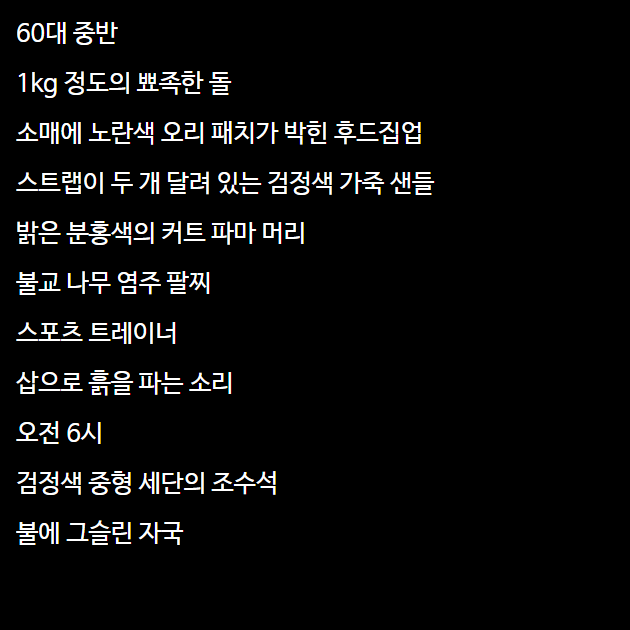 60대 중반
1kg 정도의 뾰족한 돌
소매에 노란색 오리 패치가 박힌 후드집업
스트랩이 두 개 달려 있는 검정색 가죽 샌들
밝은 분홍색의 커트 파마 머리
불교 나무 염주 팔찌
스포츠 트레이너
삽으로 흙을 파는 소리
오전 6시
검정색 중형 세단의 조수석
불에 그슬린 자국